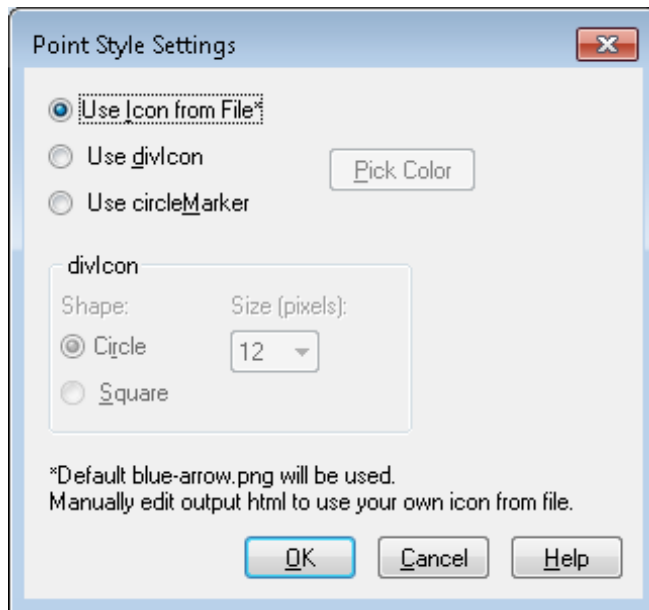 Point Style Settings
Use Icon from File*
Use divIcon
Pick Color
Use circleMarker
divIcon
Shape:
Size (pixels):
Circle
12
Square
*Default blue-arrow.png will be used.
Manually edit output html to use your own icon from file.
OK
Cancel
Help